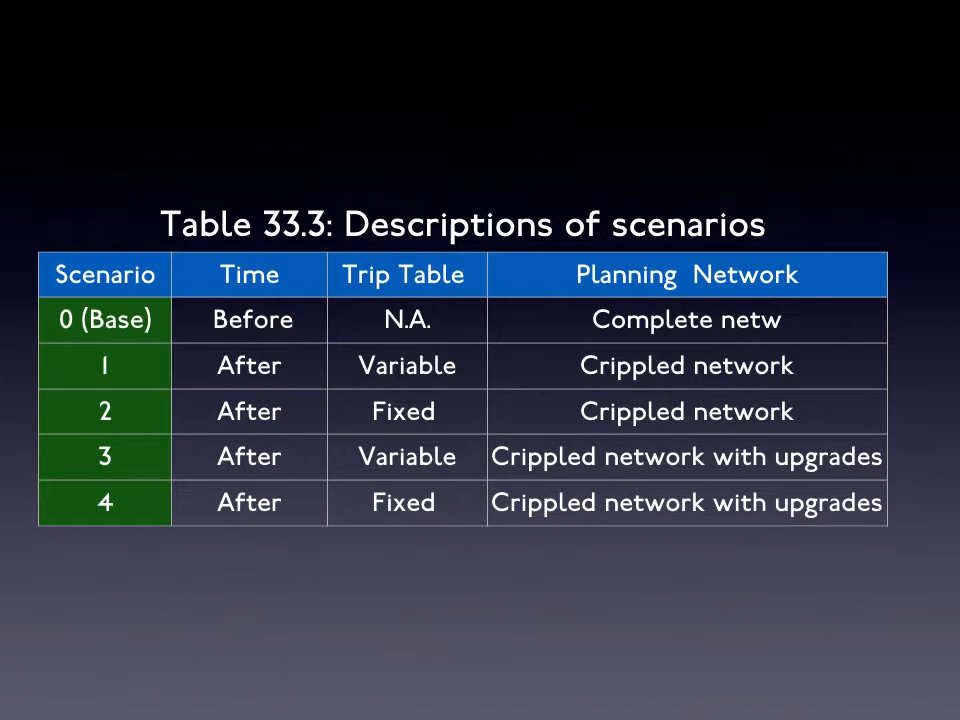 Table 33.3: Descriptions of scenarios
Scenario Time Trip Table Planning Network
0 (Base) Before N.A. Complete netw
1 After Variable Crippled network
2 After Fixed Crippled network
3 After Variable Crippled network with upgrades
4 After Fixed Crippled network with upgrades